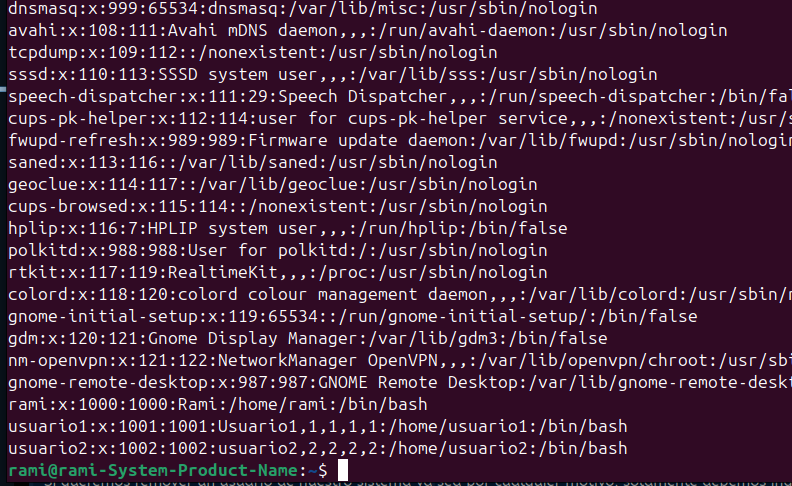 dnsmasq:x:999:65534:dnsmasq:/var/lib/misc:/usr/sbin/nologin
avahi:x:108:111:Avahi mDNS daemon,,,:/run/avahi-daemon:/usr/sbin/nologin
tcpdump:x:109:112::/nonexistent:/usr/sbin/nologin
sssd:x:110:113:SSSD system user,,,:/var/lib/sss:/usr/sbin/nologin
speech-dispatcher:x:111:29:Speech Dispatcher,,,:/run/speech-dispatcher:/bin/fal
cups-pk-helper:x:112:114:user for cups-pk-helper service,,,:/nonexistent:/usr/s
fwupd-refresh:x:989:989:Firmware update daemon:/var/lib/fwupd:/usr/sbin/nologin
saned:x:113:116::/var/lib/saned:/usr/sbin/nologin
geoclue:x:114:117::/var/lib/geoclue:/usr/sbin/nologin
cups-browsed:x:115:114::/nonexistent:/usr/sbin/nologin
hplip:x:116:7:HPLIP system user,,,:/run/hplip:/bin/false
polkitd:x:988:988:User for polkitd:/:/usr/sbin/nologin
rtkit:x:117:119:RealtimeKit,,,:/proc:/usr/sbin/nologin
colord:x:118:120:colord colour management daemon,,,:/var/lib/colord:/usr/sbin/n
gnome-initial-setup:x:119:65534::/run/gnome-initial-setup/:/bin/false
gdm:x:120:121:Gnome Display Manager:/var/lib/gdm3:/bin/false
nm-openvpn:x:121:122:NetworkManager OpenVPN,,,:/var/lib/openvpn/chroot:/usr/sbi
gnome-remote-desktop:x:987:987:GNOME Remote Desktop:/var/lib/gnome-remote-deskt
rami:x:1000:1000:Rami:/home/rami:/bin/bash
usuario1:x:1001:1001:Usuario1,1,1,1,1:/home/usuario1:/bin/bash
usuario2:x:1002:1002:usuario2,2,2,2,2:/home/usuario2:/bin/bash
rami@rami-System-Product-Name:~$